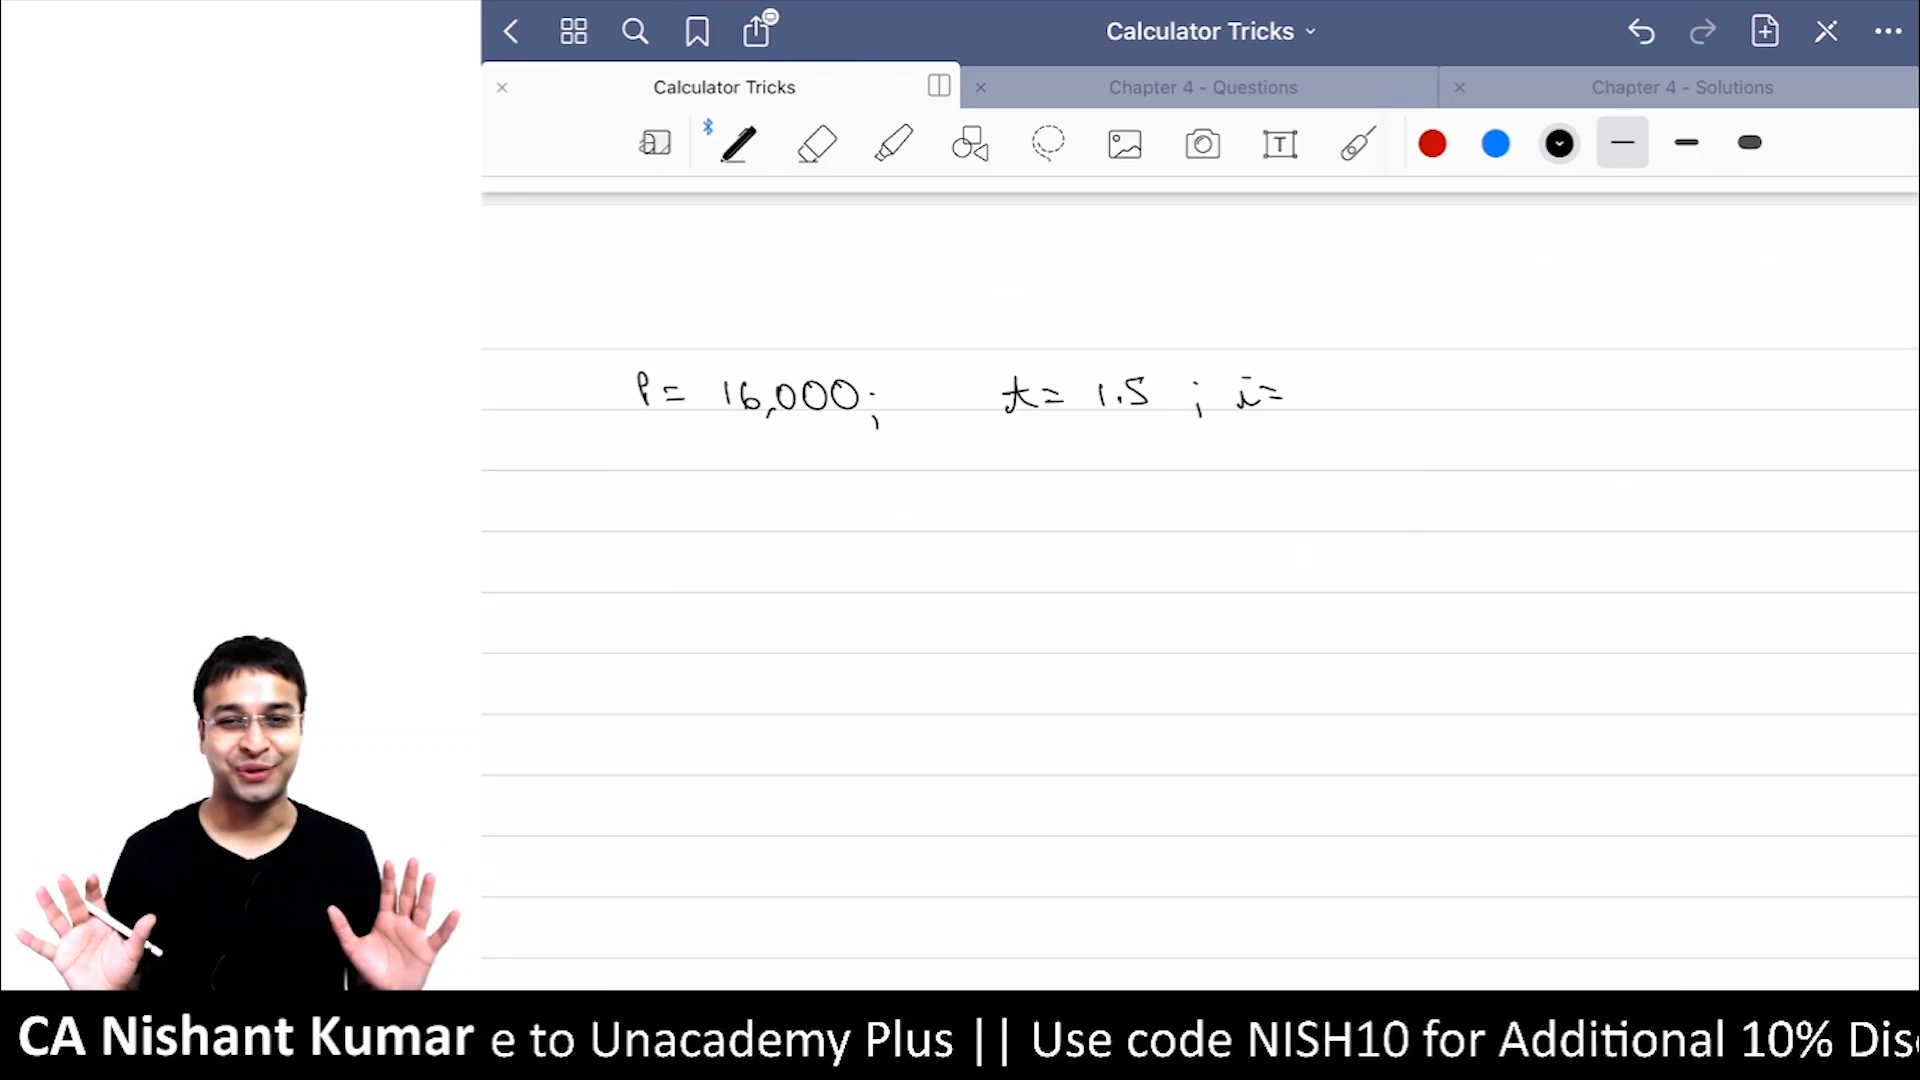 Calculator Tricks
Calculator Tricks
Chapter 4 - Questions
Chapter 4 - Solutions
P= 16,000; t= 1.5 ; i=
CA Nishant Kumar e to Unacademy Plus || Use code NISH10 for Additional 10% Dis